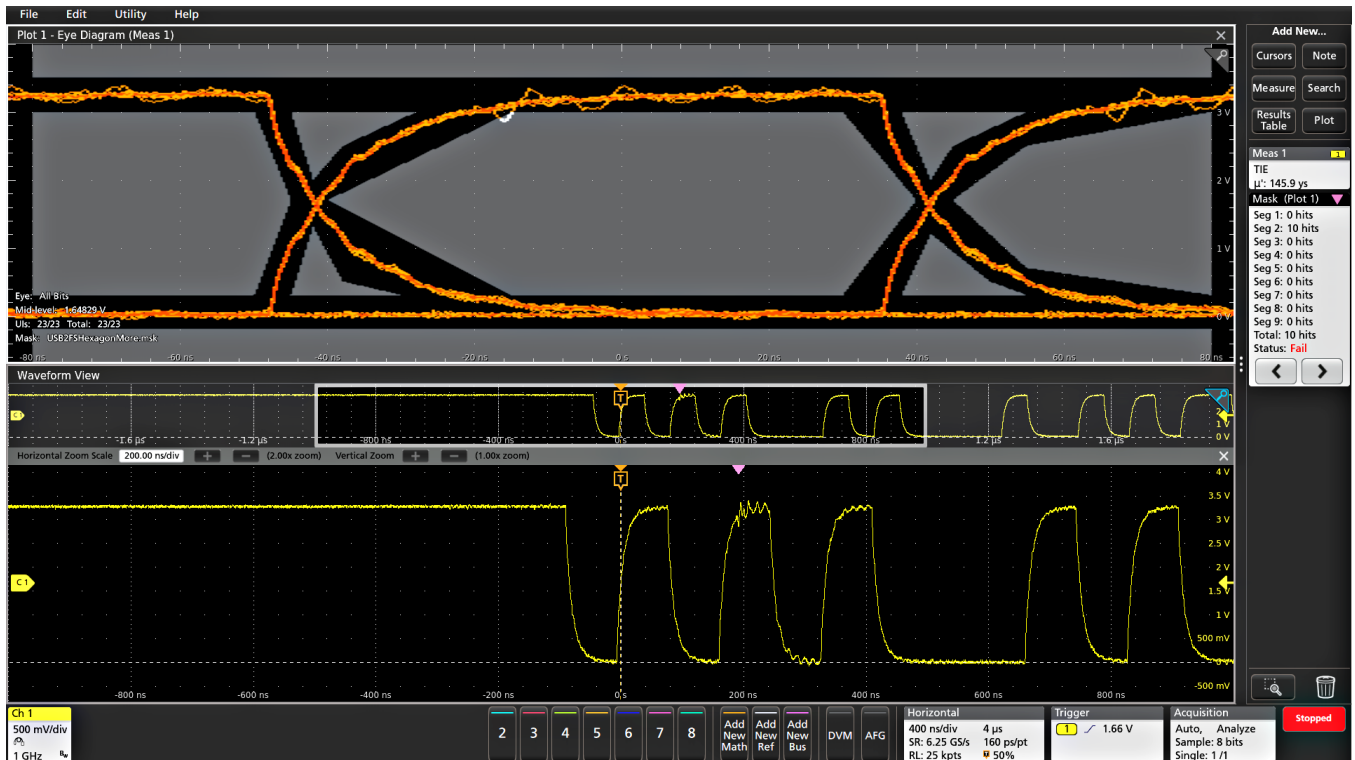 File Edit Utility Help
Plot 1 - Eye Diagram (Meas 1)
3 V
2 V
1 V
0 V
Eye: All Bits
Mid-level: 1.64829 V
UIs: 23/23 Total: 23/23
Mask: USB2FSHexagonMore.msk
-80 ns -60 ns -40 ns -20 ns 0 s 20 ns 40 ns 60 ns 80 ns
Waveform View
C 1
T
1 V
0 V
-1.6 µs -1.2 µs -800 ns -400 ns 0 s 400 ns 800 ns 1.2 µs 1.6 µs
Horizontal Zoom Scale 200.00 ns/div + - (2.00x zoom) Vertical Zoom + - (1.00x zoom)
T
4 V
3.5 V
3 V
2.5 V
2 V
C 1
1.5 V
1 V
500 mV
-500 mV
-800 ns -600 ns -400 ns -200 ns 0 s 200 ns 400 ns 600 ns 800 ns
Add New...
Cursors Note
Measure Search
Results Table Plot
Meas 1 1
TIE
µ': 145.9 ys
Mask (Plot 1)
Seg 1: 0 hits
Seg 2: 10 hits
Seg 3: 0 hits
Seg 4: 0 hits
Seg 5: 0 hits
Seg 6: 0 hits
Seg 7: 0 hits
Seg 8: 0 hits
Seg 9: 0 hits
Total: 10 hits
Status: Fail
Ch 1
500 mV/div
1 GHz Bw
2 3 4 5 6 7 8
Add New Math
Add New Ref
Add New Bus
DVM AFG
Horizontal
400 ns/div 4 µs
SR: 6.25 GS/s 160 ps/pt
RL: 25 kpts 50%
Trigger
1 1.66 V
Acquisition
Auto, Analyze
Sample: 8 bits
Single: 1 /1
Stopped